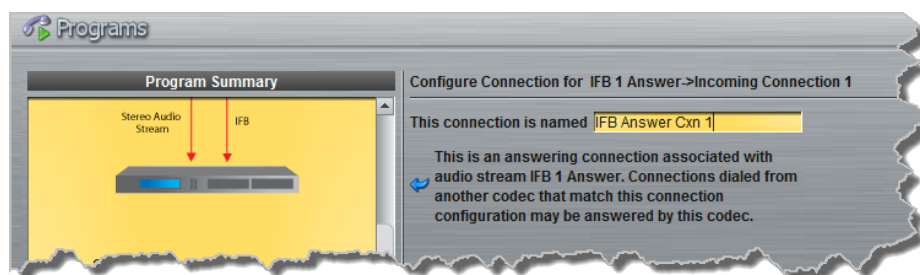 Programs
Program Summary
Stereo Audio
Stream
IFB
Configure Connection for IFB 1 Answer->Incoming Connection 1
This connection is named IFB Answer Cxn 1
This is an answering connection associated with
audio stream IFB 1 Answer. Connections dialed from
another codec that match this connection
configuration may be answered by this codec.